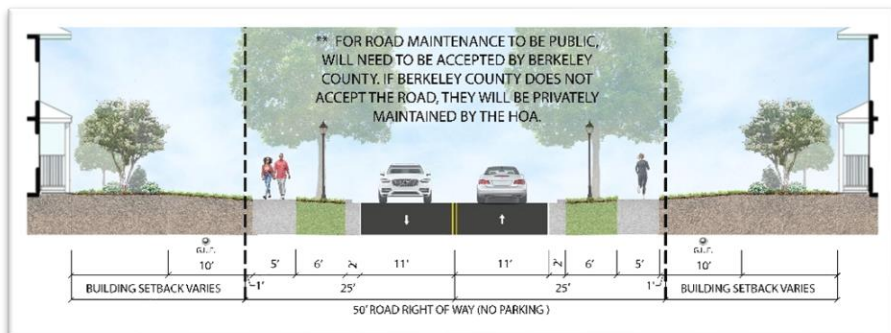 ** FOR ROAD MAINTENANCE TO BE PUBLIC,
WILL NEED TO BE ACCEPTED BY BERKELEY
COUNTY. IF BERKELEY COUNTY DOES NOT
ACCEPT THE ROAD, THEY WILL BE PRIVATELY
MAINTAINED BY THE HOA.
10' 5' 6' 2' 11' 11' 2' 6' 5' 10'
BUILDING SETBACK VARIES 1' 25' 25' 1' BUILDING SETBACK VARIES
50' ROAD RIGHT OF WAY (NO PARKING )